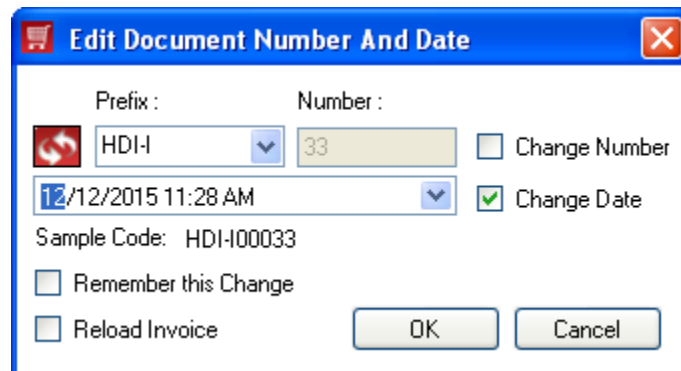 Edit Document Number And Date
Prefix : Number :
HDI-I 33 Change Number
12/12/2015 11:28 AM Change Date
Sample Code: HDI-I00033
Remember this Change
Reload Invoice OK Cancel